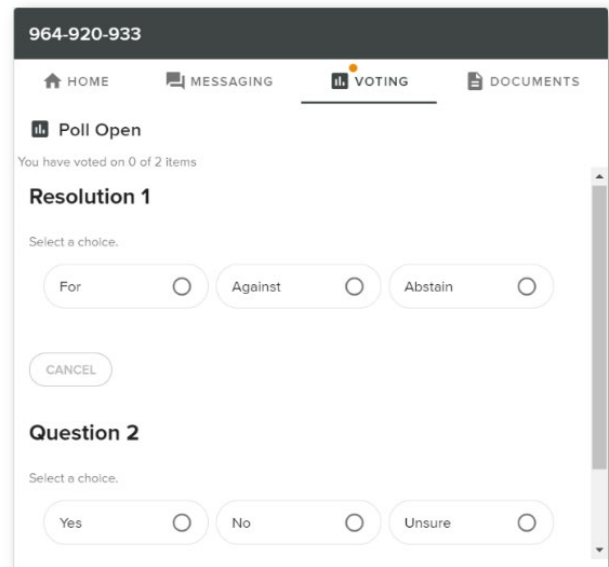 964-920-933
HOME MESSAGING VOTING DOCUMENTS
Poll Open
You have voted on 0 of 2 items
Resolution 1
Select a choice.
For Against Abstain
CANCEL
Question 2
Select a choice.
Yes No Unsure